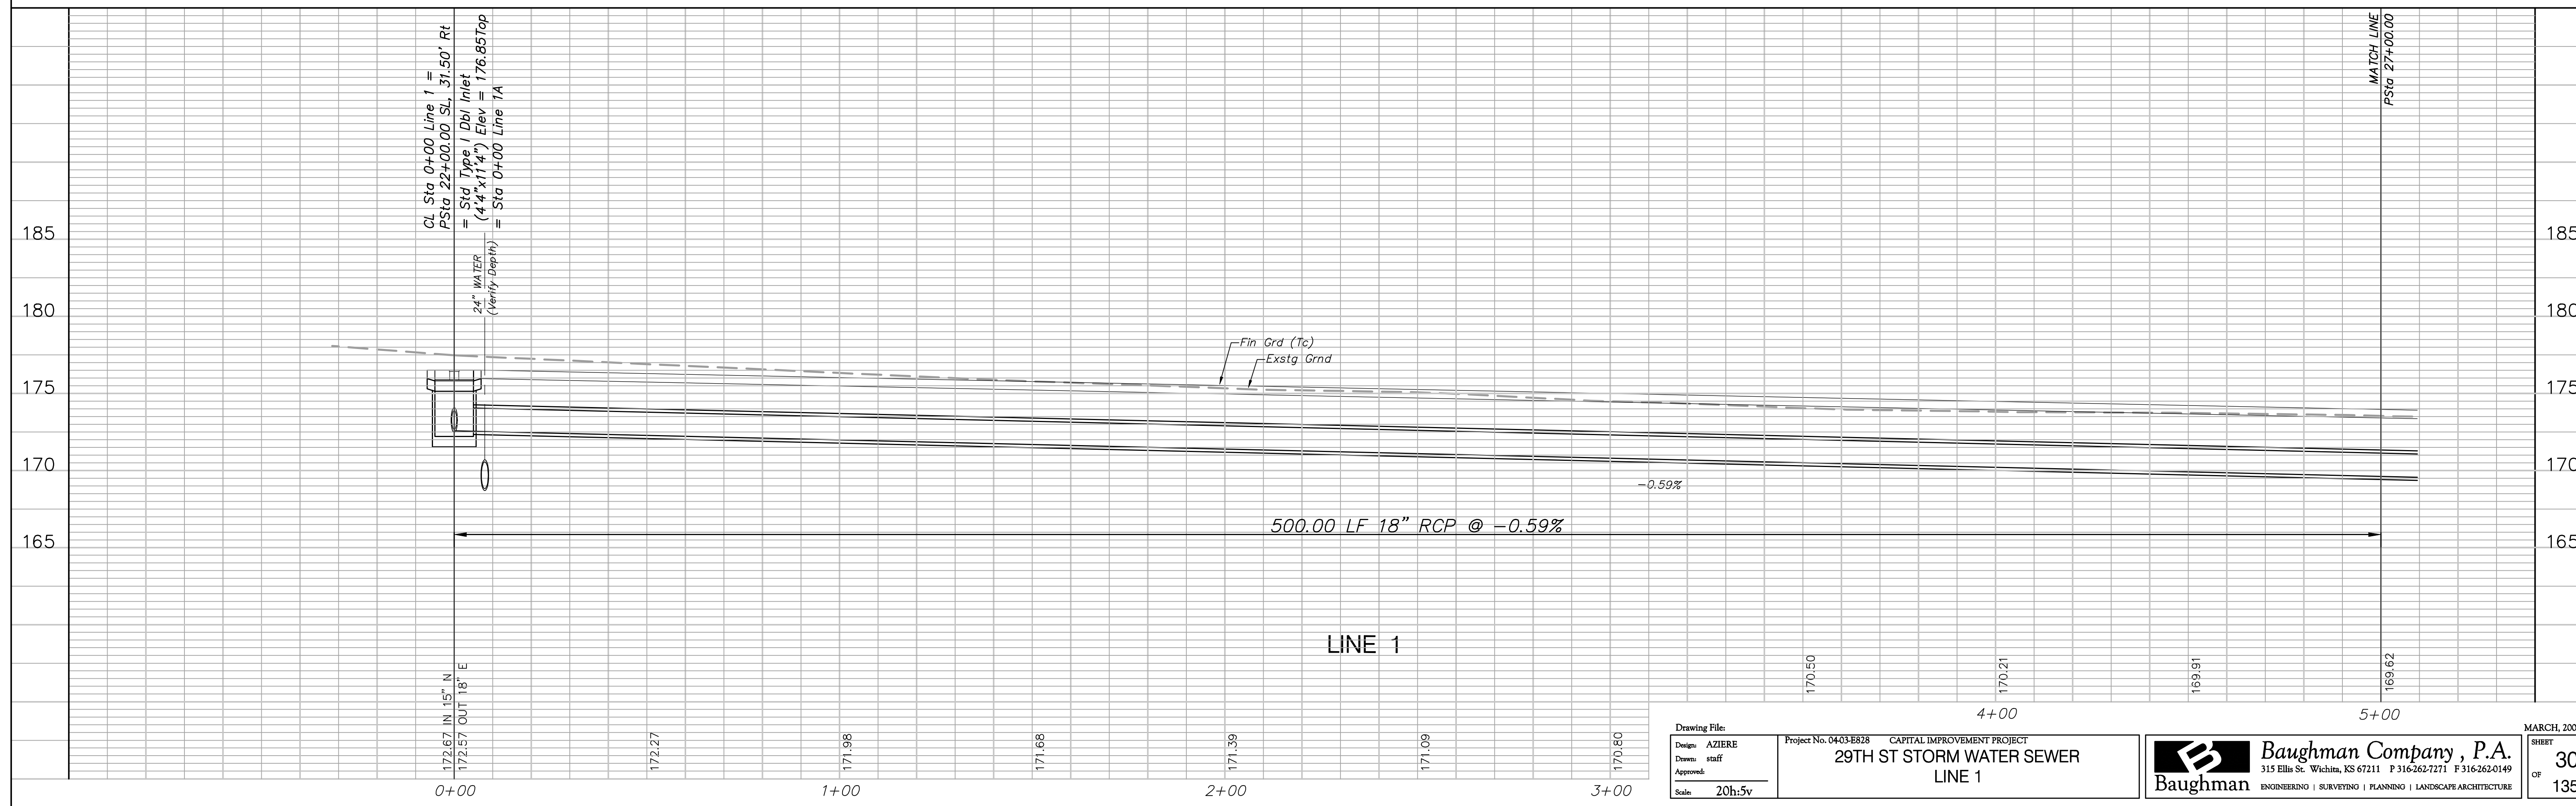 CL Sta 0+00 Line 1 =
PSta 22+00.00 SL, 31.50' Rt
= Std Type I Dbl Inlet
(4'4"x11'4") Elev = 176.85Top
= Sta 0+00 Line 1A
24" WATER
(Verify Depth)
MATCH LINE
PSta 27+00.00
185
185
180
180
Fin Grd (Tc)
Exstg Grnd
175
175
170
170
-0.59%
500.00 LF 18" RCP @ -0.59%
165
165
LINE 1
172.67 IN 15" N
172.57 OUT 18" E
172.27
171.98
171.68
171.39
171.09
170.80
170.50
170.21
169.91
169.62
0+00
1+00
2+00
3+00
4+00
5+00
Drawing File:
Design: AZIERE
Drawn: staff
Approved:
Scale: 20h:5v
Project No. 04-03-E828 CAPITAL IMPROVEMENT PROJECT
29TH ST STORM WATER SEWER
LINE 1
Baughman
Baughman Company, P.A.
315 Ellis St. Wichita, KS 67211 P 316-262-7271 F 316-262-0149
ENGINEERING | SURVEYING | PLANNING | LANDSCAPE ARCHITECTURE
MARCH, 200
SHEET
30
OF
135